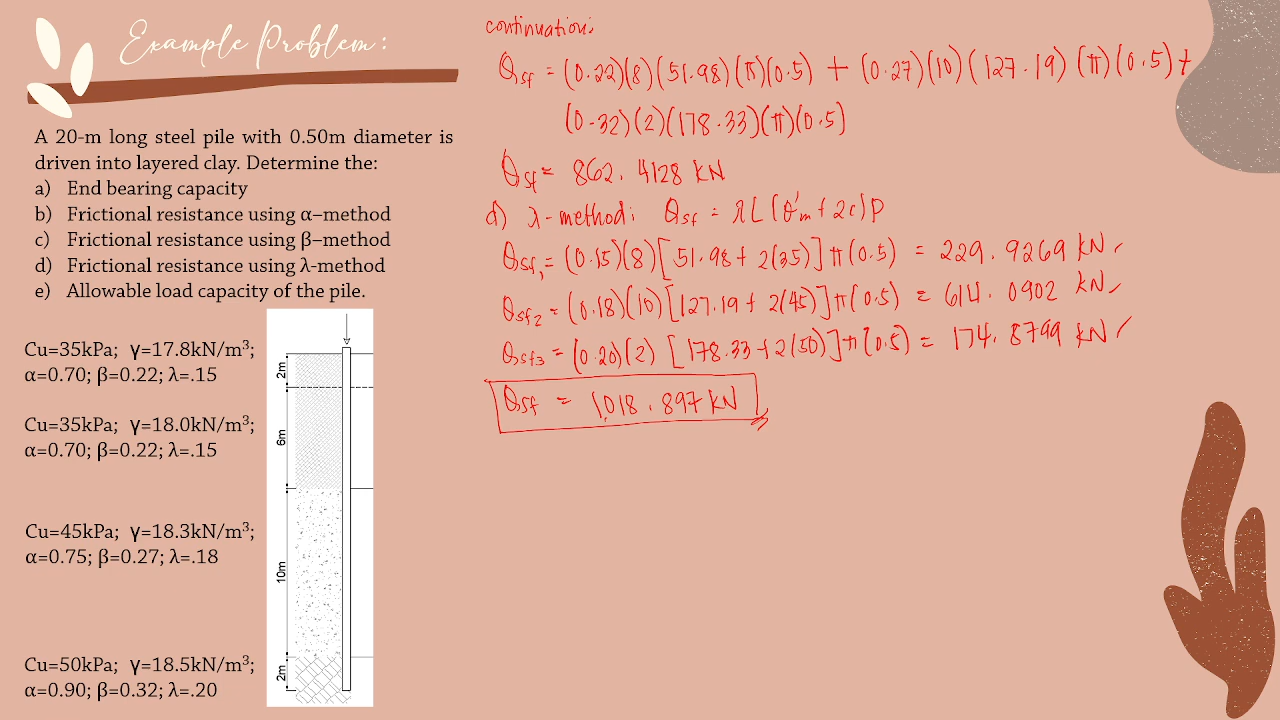 Example Problem:
A 20-m long steel pile with 0.50m diameter is
driven into layered clay. Determine the:
a) End bearing capacity
b) Frictional resistance using α–method
c) Frictional resistance using β–method
d) Frictional resistance using λ-method
e) Allowable load capacity of the pile.
Cu=35kPa; γ=17.8kN/m³;
α=0.70; β=0.22; λ=.15
Cu=35kPa; γ=18.0kN/m³;
α=0.70; β=0.22; λ=.15
Cu=45kPa; γ=18.3kN/m³;
α=0.75; β=0.27; λ=.18
Cu=50kPa; γ=18.5kN/m³;
α=0.90; β=0.32; λ=.20
2m
6m
10m
2m
continuation:
Qsf = (0.22)(8)(51.98)(π)(0.5) + (0.27)(10)(127.19)(π)(0.5)+
(0.32)(2)(178.33)(π)(0.5)
Qsf = 862.4128 kN
d) λ-method: Qsf = λL(θ'm + 2c)P
Qsf₁ = (0.15)(8)[51.98 + 2(35)]π(0.5) = 229.9269 kN
Qsf₂ = (0.18)(10)[127.19 + 2(45)]π(0.5) = 614.0902 kN
Qsf₃ = (0.20)(2) [178.33 + 2(50)]π(0.5) = 174.8799 kN
Qsf = 1,018.897 kN